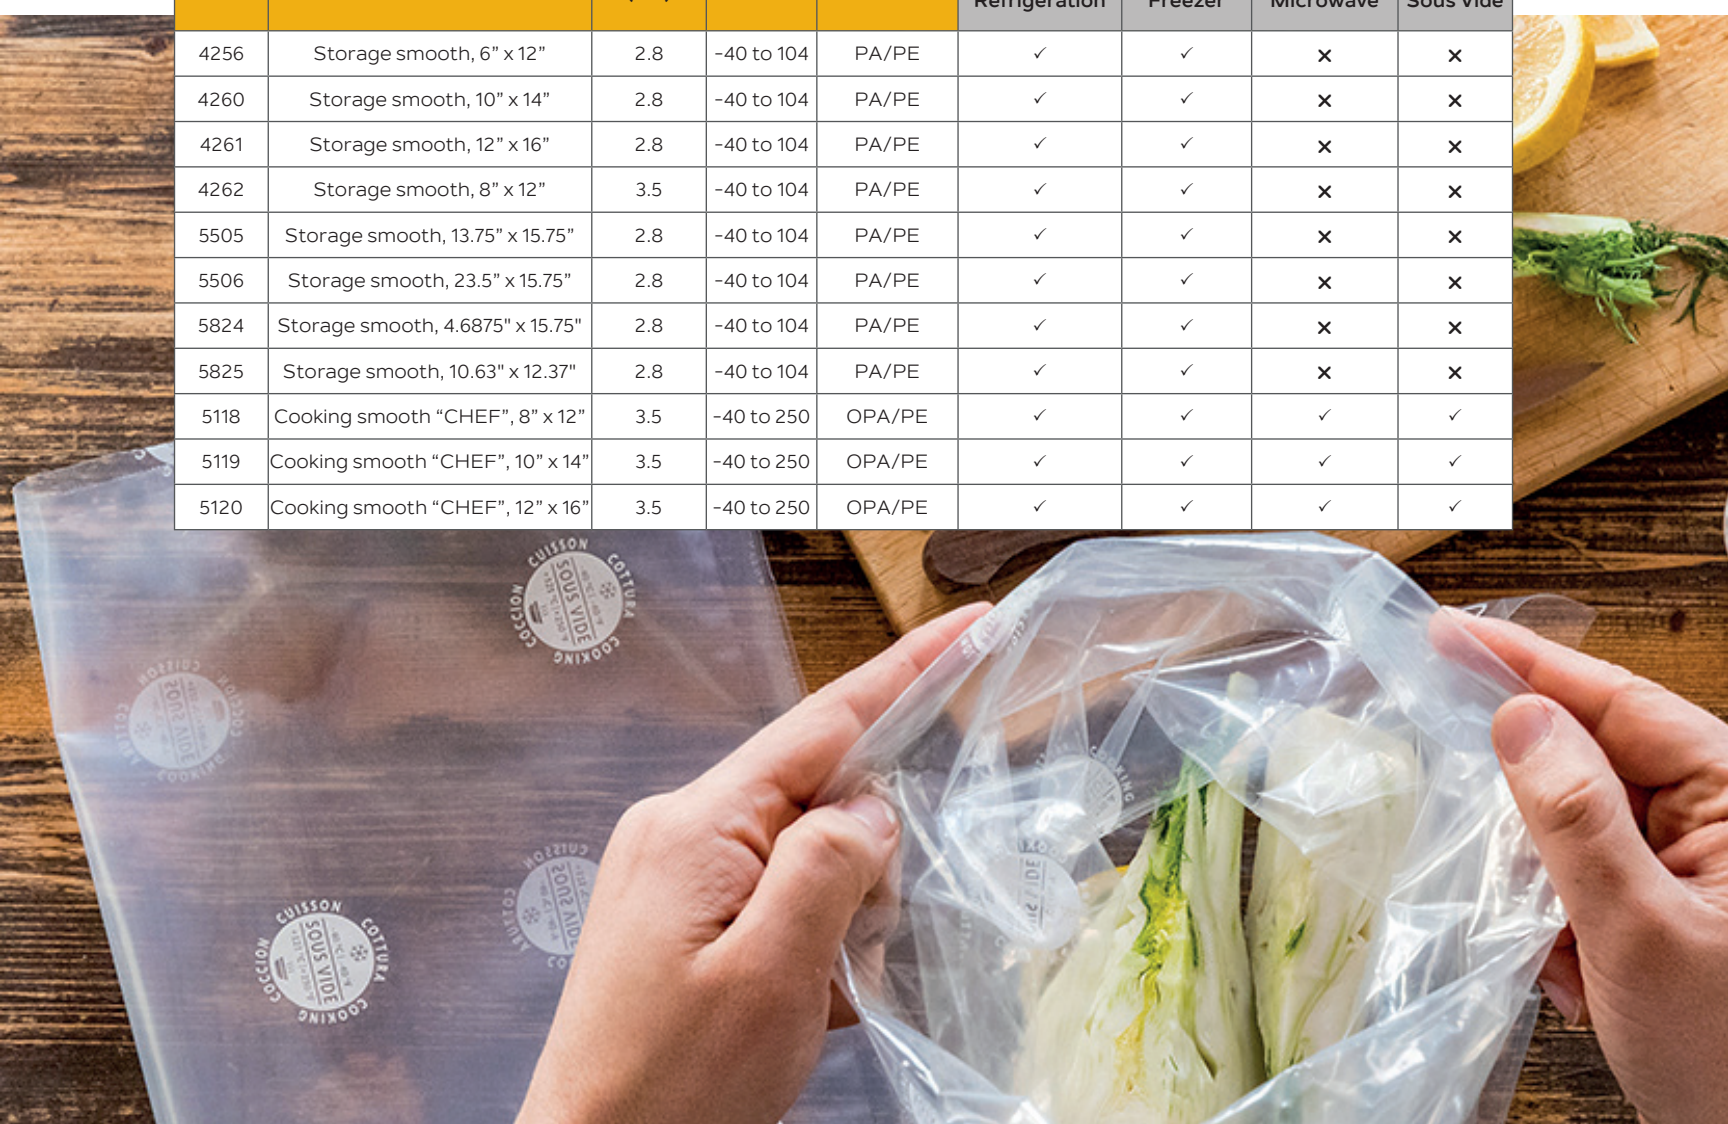 Refrigeration Freezer Microwave Sous Vide
4256 Storage smooth, 6” x 12” 2.8 -40 to 104 PA/PE ✓ ✓ × ×
4260 Storage smooth, 10” x 14” 2.8 -40 to 104 PA/PE ✓ ✓ × ×
4261 Storage smooth, 12” x 16” 2.8 -40 to 104 PA/PE ✓ ✓ × ×
4262 Storage smooth, 8” x 12” 3.5 -40 to 104 PA/PE ✓ ✓ × ×
5505 Storage smooth, 13.75” x 15.75” 2.8 -40 to 104 PA/PE ✓ ✓ × ×
5506 Storage smooth, 23.5” x 15.75” 2.8 -40 to 104 PA/PE ✓ ✓ × ×
5824 Storage smooth, 4.6875" x 15.75" 2.8 -40 to 104 PA/PE ✓ ✓ × ×
5825 Storage smooth, 10.63" x 12.37" 2.8 -40 to 104 PA/PE ✓ ✓ × ×
5118 Cooking smooth “CHEF”, 8” x 12” 3.5 -40 to 250 OPA/PE ✓ ✓ ✓ ✓
5119 Cooking smooth “CHEF”, 10” x 14” 3.5 -40 to 250 OPA/PE ✓ ✓ ✓ ✓
5120 Cooking smooth “CHEF”, 12” x 16” 3.5 -40 to 250 OPA/PE ✓ ✓ ✓ ✓
CUISSON COTTURA
SOUS VIDE
COCCION COOKING
CUISSON
SOUS VIDE
COOKING
COOKING
CUISSON
SOUS VIDE
CUISSON COTTURA
SOUS VIDE
COCCION COOKING